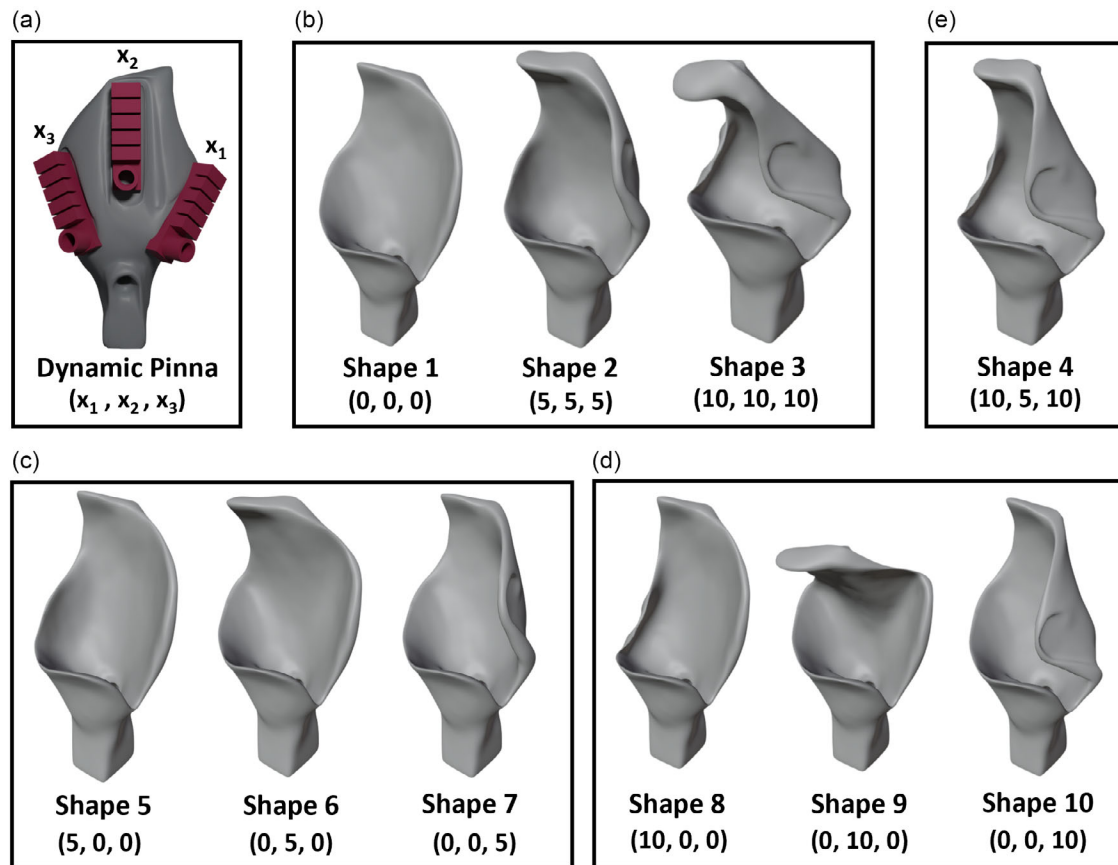 (a)
x₂
x₃
x₁
Dynamic Pinna
(x₁ , x₂ , x₃)
(b)
Shape 1
(0, 0, 0)
Shape 2
(5, 5, 5)
Shape 3
(10, 10, 10)
(e)
Shape 4
(10, 5, 10)
(c)
Shape 5
(5, 0, 0)
Shape 6
(0, 5, 0)
Shape 7
(0, 0, 5)
(d)
Shape 8
(10, 0, 0)
Shape 9
(0, 10, 0)
Shape 10
(0, 0, 10)